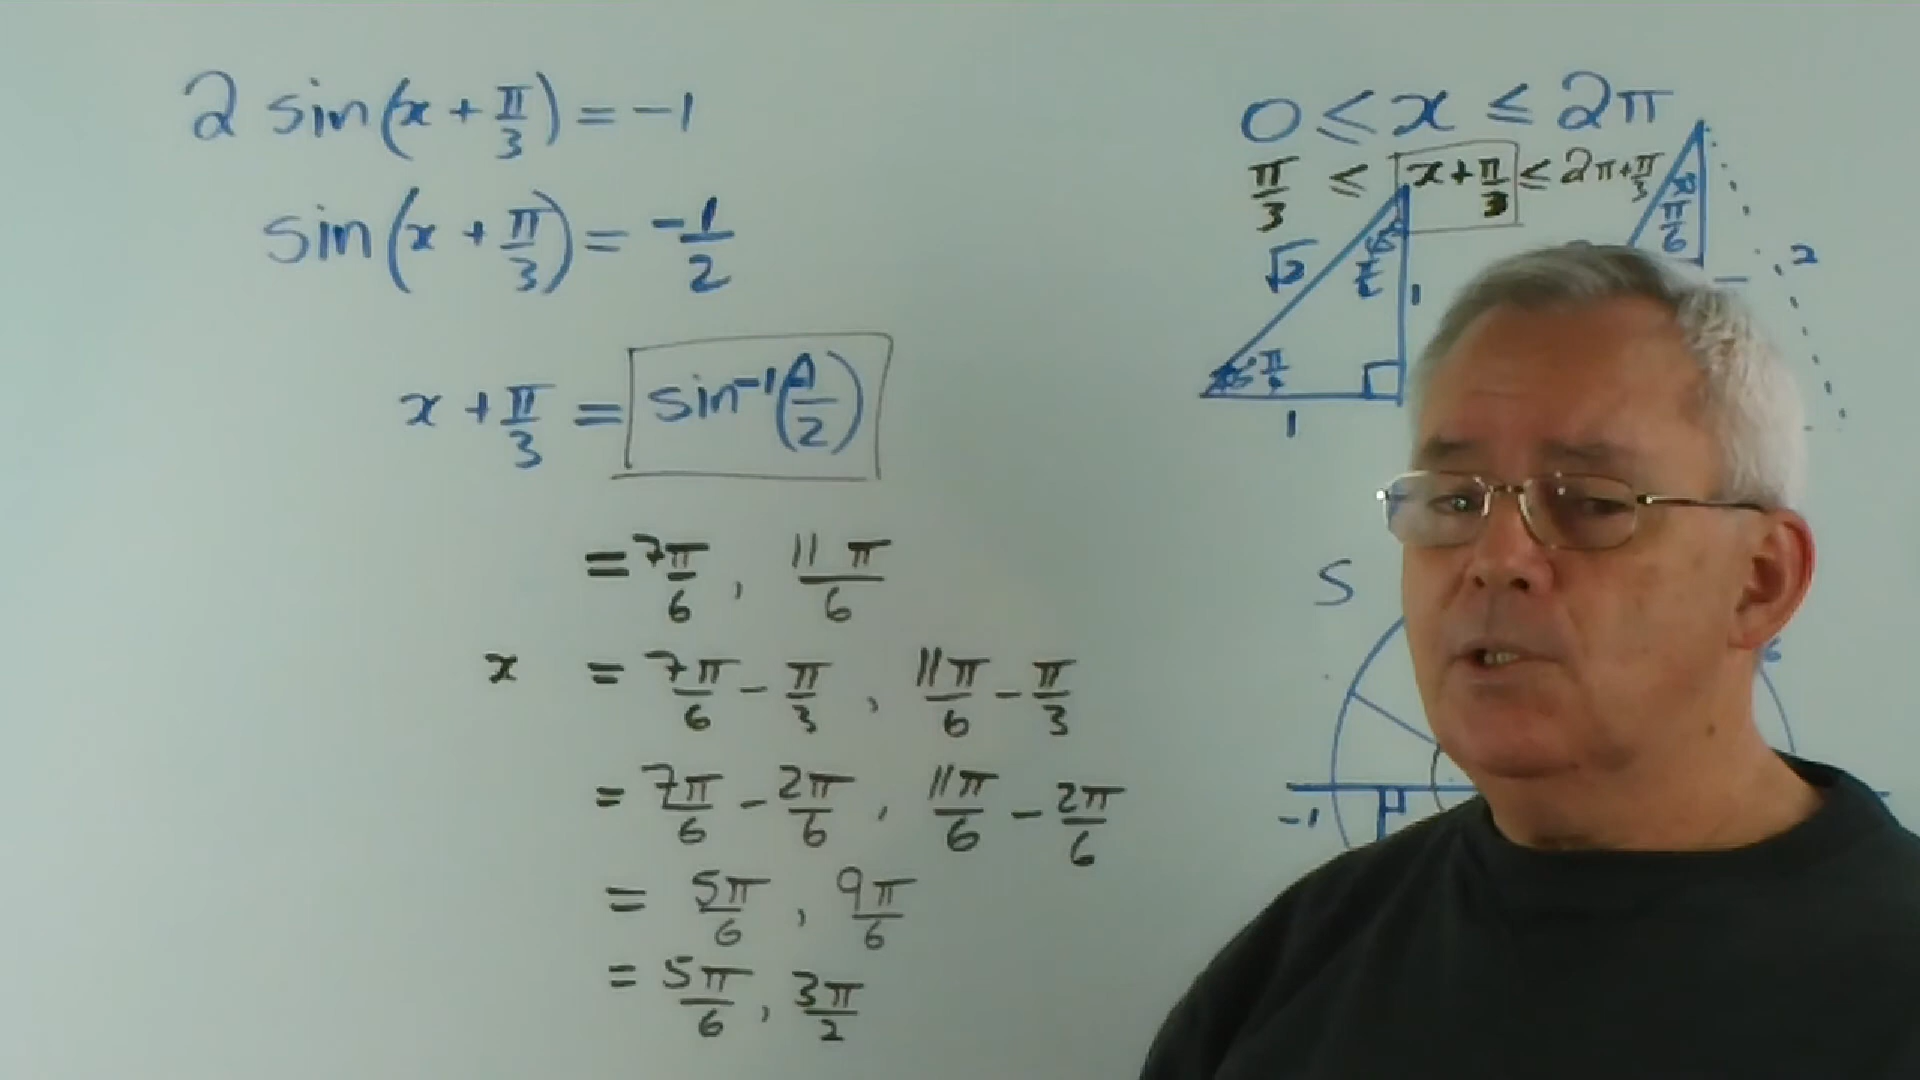 2 sin(x + π/3) = -1
sin(x + π/3) = -1/2
x + π/3 = sin⁻¹(1/2)
= 7π/6, 11π/6
x = 7π/6 - π/3, 11π/6 - π/3
= 7π/6 - 2π/6, 11π/6 - 2π/6
= 5π/6, 9π/6
= 5π/6, 3π/2
0 ≤ x ≤ 2π
π/3 ≤ x + π/3 ≤ 2π + π/3
√2
1
1
π/6
2
S
-1